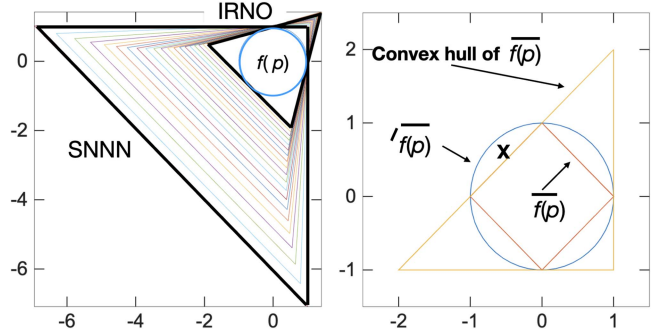 IRNO
0
f( p)
-2
SNNN
-4
-6
-6 -4 -2 0
2
Convex hull of f(p)
1
′f(p)
x
0
f(p)
-1
-2 -1 0 1